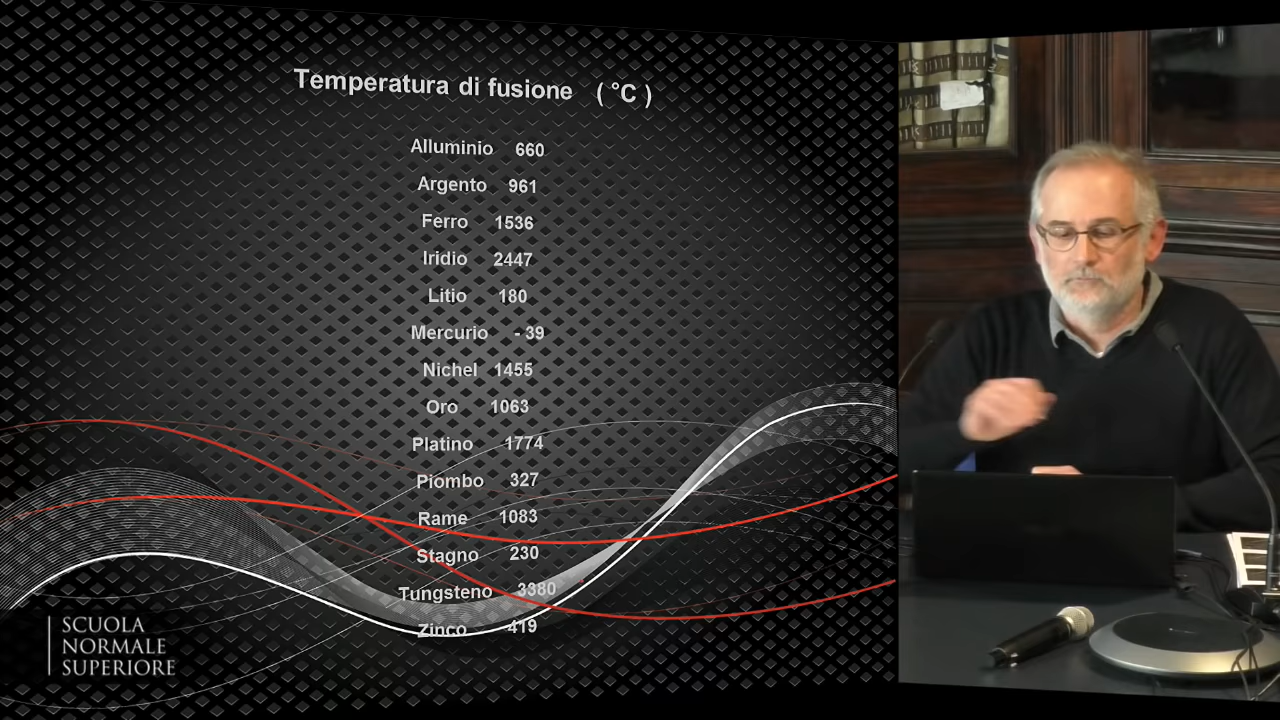 Temperatura di fusione ( °C )
Alluminio 660
Argento 961
Ferro 1536
Iridio 2447
Litio 180
Mercurio - 39
Nichel 1455
Oro 1063
Platino 1774
Piombo 327
Rame 1083
Stagno 230
Tungsteno 3380
Zinco 419
SCUOLA
NORMALE
SUPERIORE